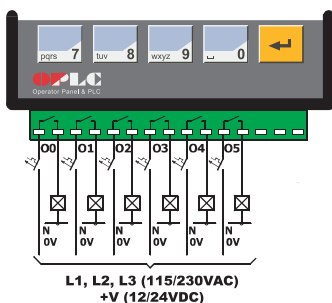 pqrs 7 tuv 8 wxyz 9 ⎵ 0
OPLC
Operator Panel & PLC
O0 O1 O2 O3 O4 O5
N N N N N N
0V 0V 0V 0V 0V 0V
L1, L2, L3 (115/230VAC)
+V (12/24VDC)